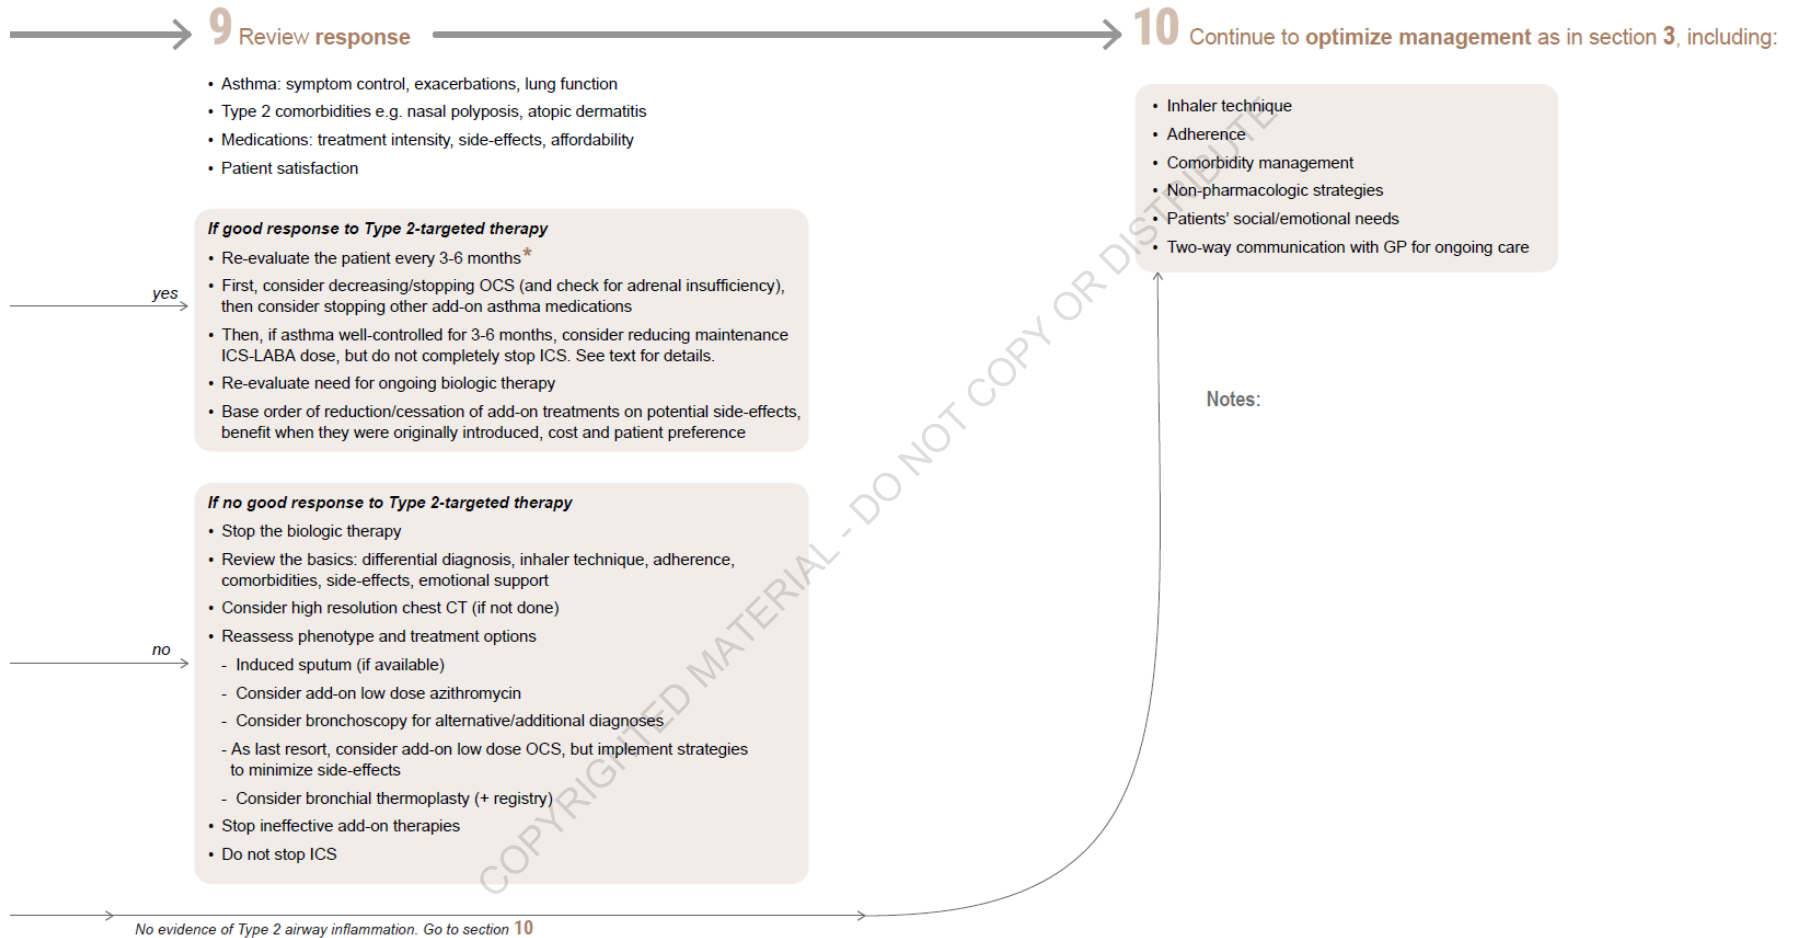 9 Review response
• Asthma: symptom control, exacerbations, lung function
• Type 2 comorbidities e.g. nasal polyposis, atopic dermatitis
• Medications: treatment intensity, side-effects, affordability
• Patient satisfaction
yes
If good response to Type 2-targeted therapy
• Re-evaluate the patient every 3-6 months*
• First, consider decreasing/stopping OCS (and check for adrenal insufficiency),
then consider stopping other add-on asthma medications
• Then, if asthma well-controlled for 3-6 months, consider reducing maintenance
ICS-LABA dose, but do not completely stop ICS. See text for details.
• Re-evaluate need for ongoing biologic therapy
• Base order of reduction/cessation of add-on treatments on potential side-effects,
benefit when they were originally introduced, cost and patient preference
no
If no good response to Type 2-targeted therapy
• Stop the biologic therapy
• Review the basics: differential diagnosis, inhaler technique, adherence,
comorbidities, side-effects, emotional support
• Consider high resolution chest CT (if not done)
• Reassess phenotype and treatment options
- Induced sputum (if available)
- Consider add-on low dose azithromycin
- Consider bronchoscopy for alternative/additional diagnoses
- As last resort, consider add-on low dose OCS, but implement strategies
to minimize side-effects
- Consider bronchial thermoplasty (+ registry)
• Stop ineffective add-on therapies
• Do not stop ICS
No evidence of Type 2 airway inflammation. Go to section 10
10 Continue to optimize management as in section 3, including:
• Inhaler technique
• Adherence
• Comorbidity management
• Non-pharmacologic strategies
• Patients' social/emotional needs
• Two-way communication with GP for ongoing care
Notes:
COPYRIGHTED MATERIAL - DO NOT COPY OR DISTRIBUTE